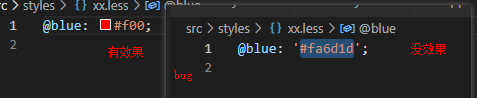 src > styles > {} xx.less > @blue
1 @blue: #f00;
2
有效果
src > styles > {} xx.less > @blue
1 @blue: '#fa6d1d';
2
没效果
bug